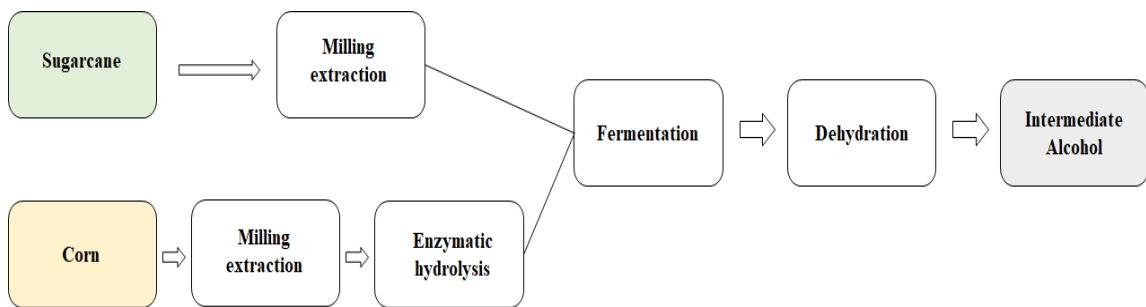 Sugarcane
Milling
extraction
Fermentation
Dehydration
Intermediate
Alcohol
Corn
Milling
extraction
Enzymatic
hydrolysis